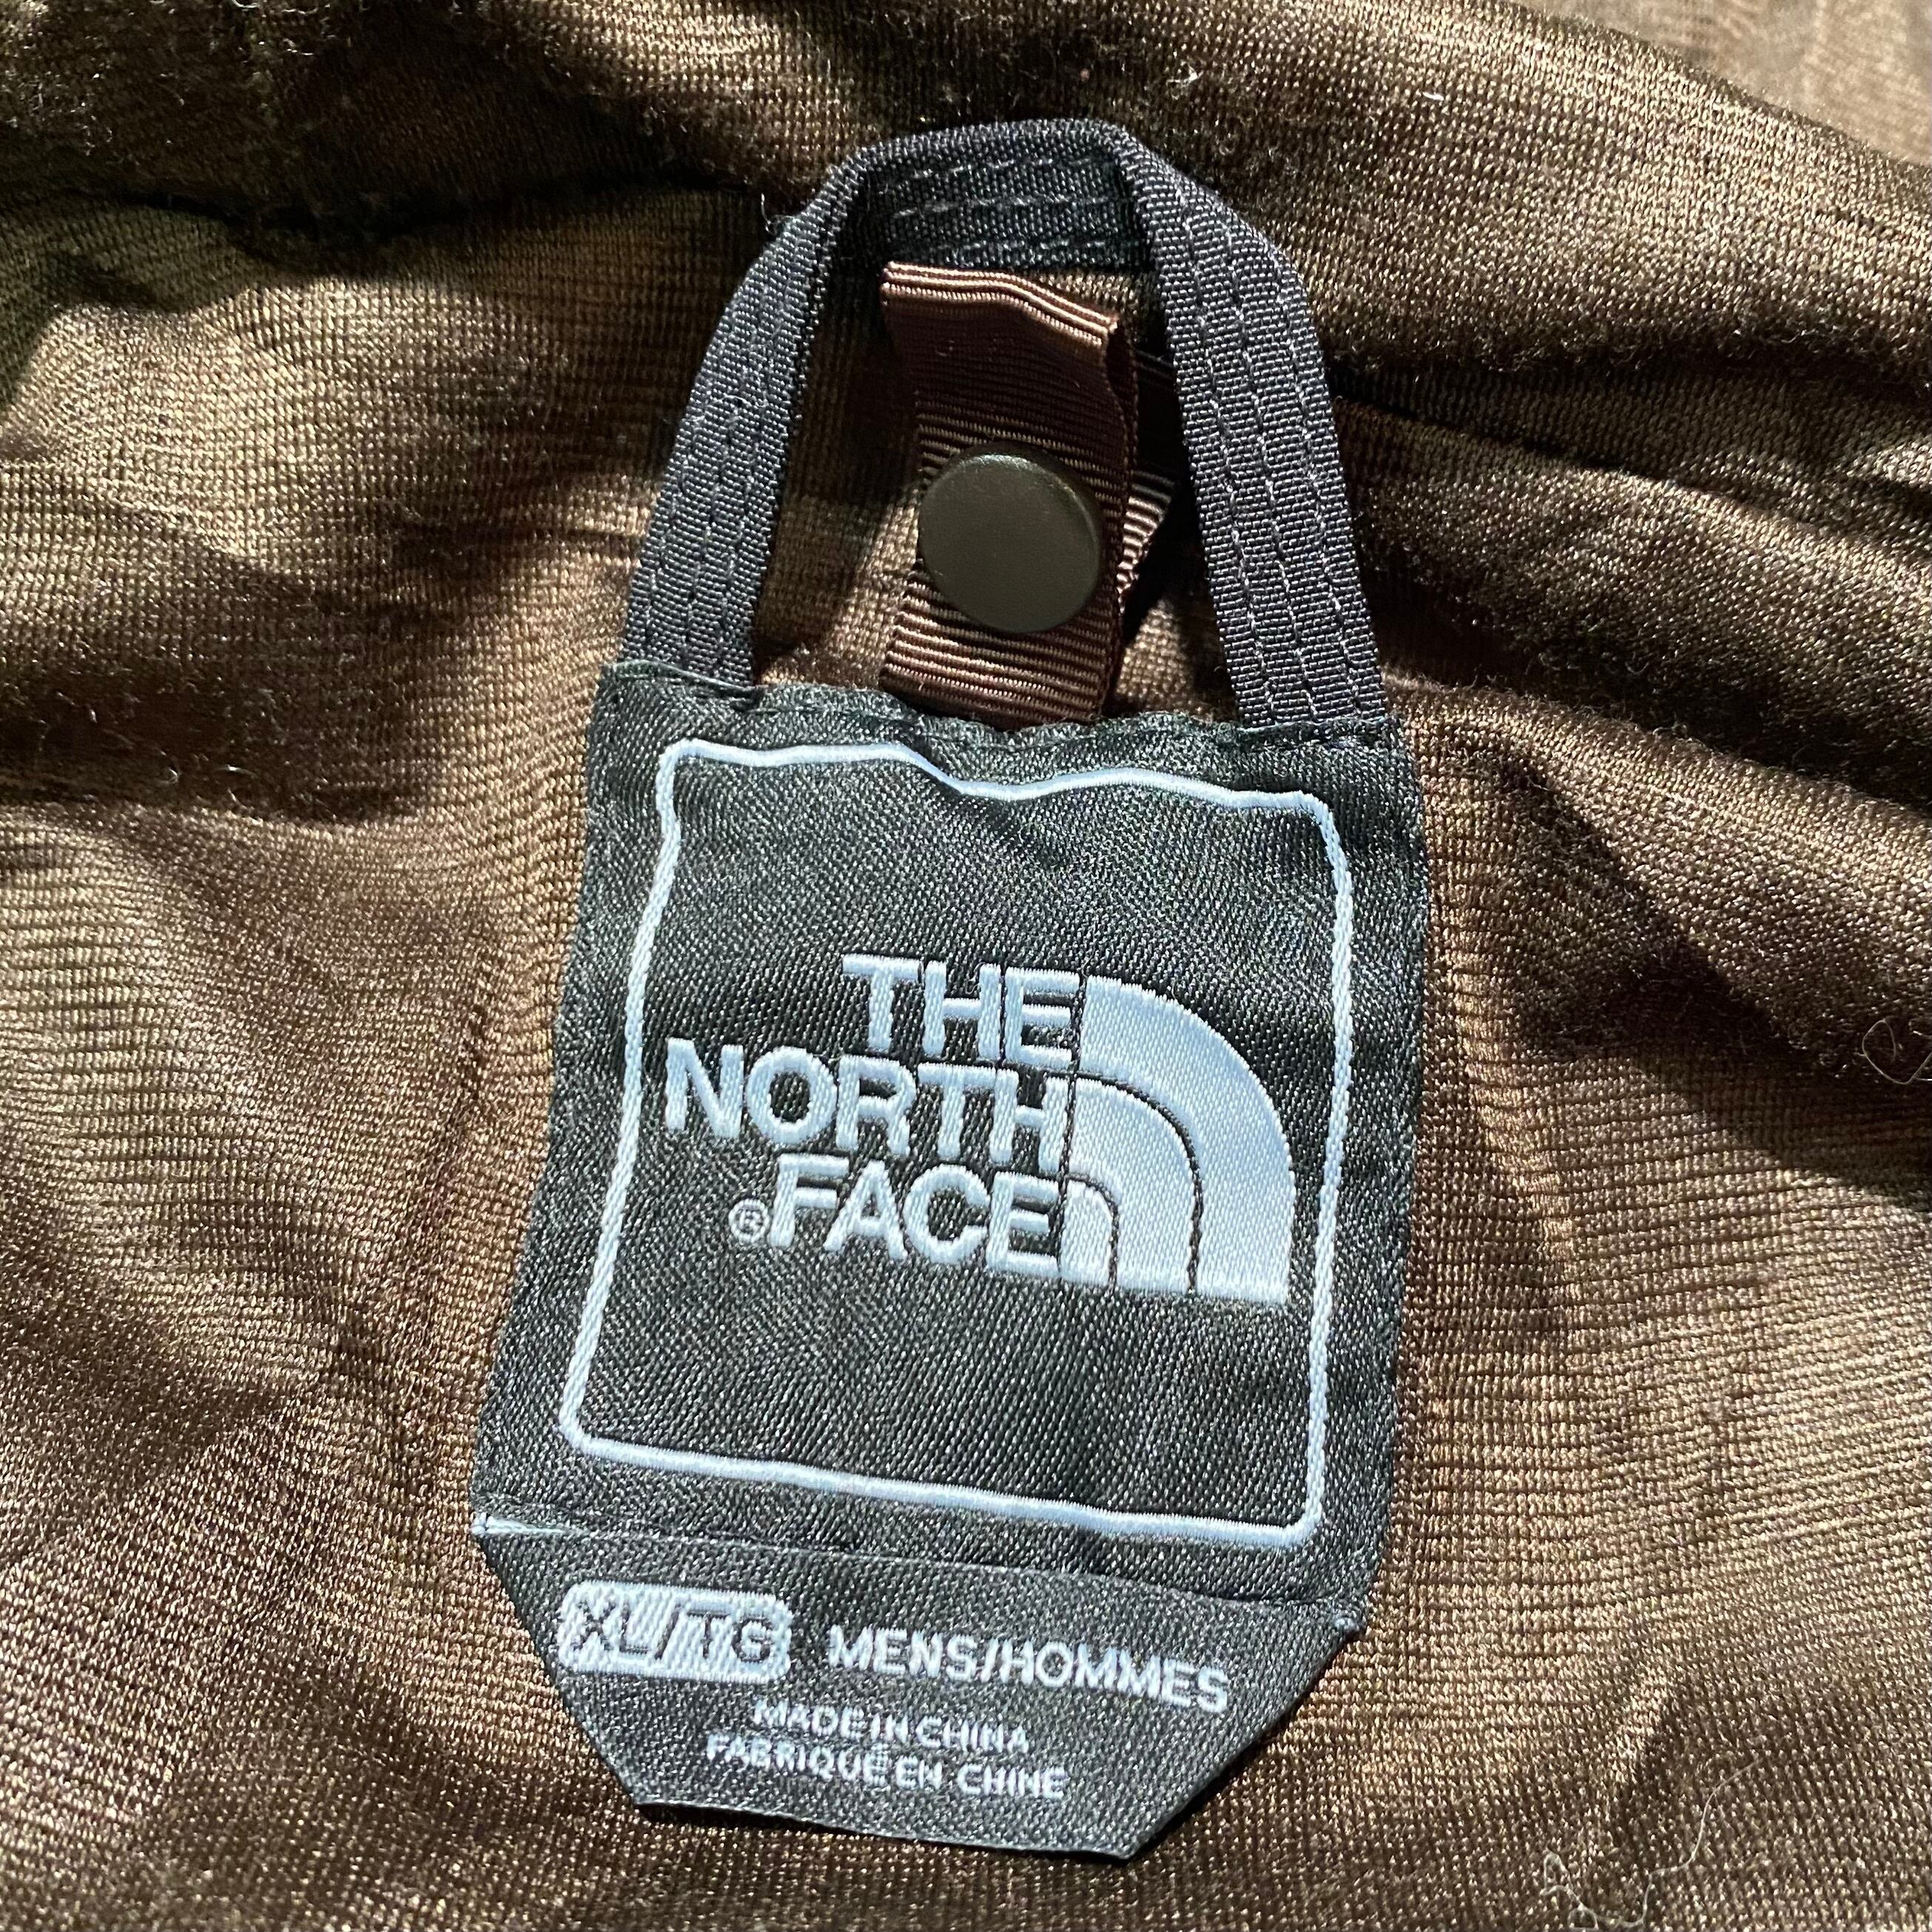 THE
NORTH
®FACE
XL/TG MENS/HOMMES
MADE IN CHINA
FABRIQUÉ EN CHINE